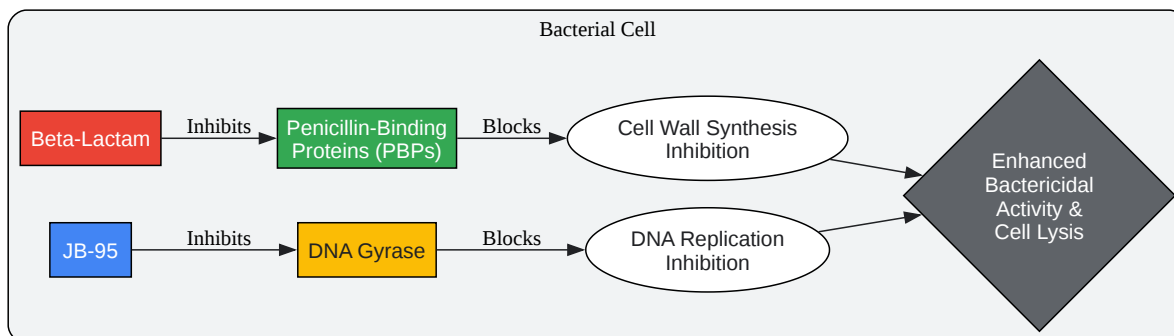 Bacterial Cell
Beta-Lactam
Inhibits
Penicillin-Binding
Proteins (PBPs)
Blocks
Cell Wall Synthesis
Inhibition
JB-95
Inhibits
DNA Gyrase
Blocks
DNA Replication
Inhibition
Enhanced
Bactericidal
Activity &
Cell Lysis